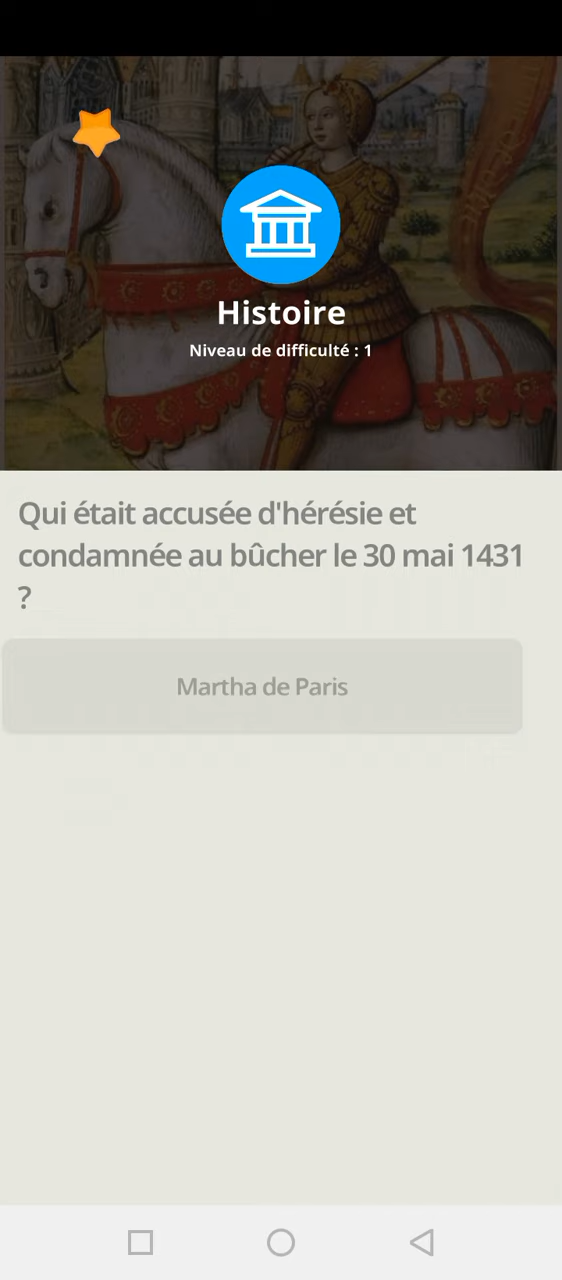 Histoire
Niveau de difficulté : 1
Qui était accusée d'hérésie et
condamnée au bûcher le 30 mai 1431
?
Martha de Paris